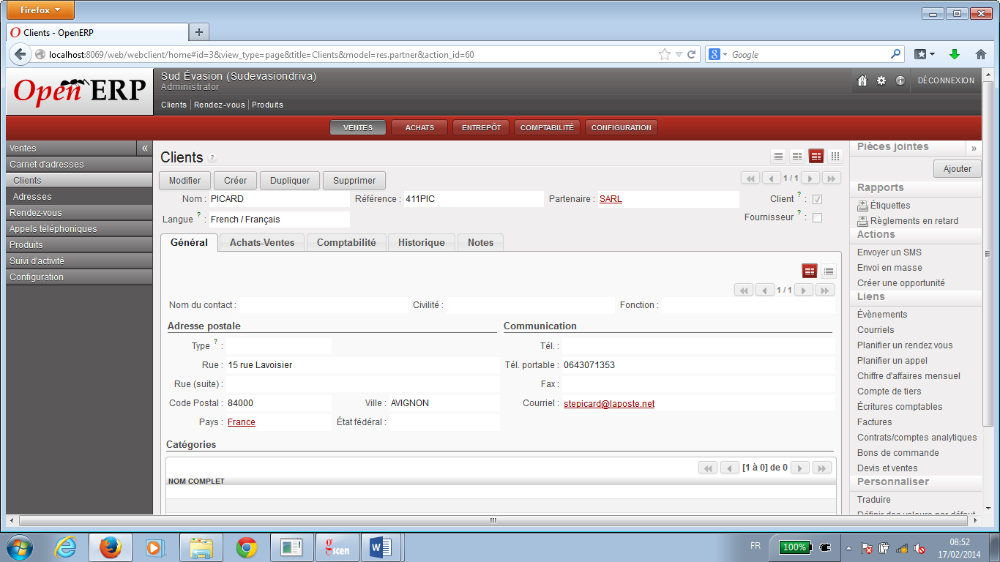 Firefox
Clients - OpenERP
localhost:8069/web/webclient/home#id=3&view_type=page&title=Clients&model=res.partner&action_id=60
Google
Open ERP
Sud Évasion (Sudevasiondriva)
Administrator
DÉCONNEXION
Clients | Rendez-vous | Produits
VENTES ACHATS ENTREPÔT COMPTABILITÉ CONFIGURATION
Ventes «
Carnet d'adresses
Clients
Adresses
Rendez-vous
Appels téléphoniques
Produits
Suivi d'activité
Configuration
Clients ?
Modifier Créer Dupliquer Supprimer
1 / 1
Nom : PICARD Référence : 411PIC Partenaire : SARL Client ? :
Langue ? : French / Français Fournisseur ? :
Général Achats-Ventes Comptabilité Historique Notes
1 / 1
Nom du contact : Civilité : Fonction :
Adresse postale Communication
Type ? : Tél. :
Rue : 15 rue Lavoisier Tél. portable : 0643071353
Rue (suite) : Fax :
Code Postal : 84000 Ville : AVIGNON Courriel : stepicard@laposte.net
Pays : France État fédéral :
Catégories
[1 à 0] de 0
NOM COMPLET
Pièces jointes »
Ajouter
Rapports
Étiquettes
Règlements en retard
Actions
Envoyer un SMS
Envoi en masse
Créer une opportunité
Liens
Évènements
Courriels
Planifier un rendez vous
Planifier un appel
Chiffre d'affaires mensuel
Compte de tiers
Écritures comptables
Factures
Contrats/comptes analytiques
Bons de commande
Devis et ventes
Personnaliser
Traduire
Définir des valeurs par défaut
g scen
FR 100% 08:52
17/02/2014